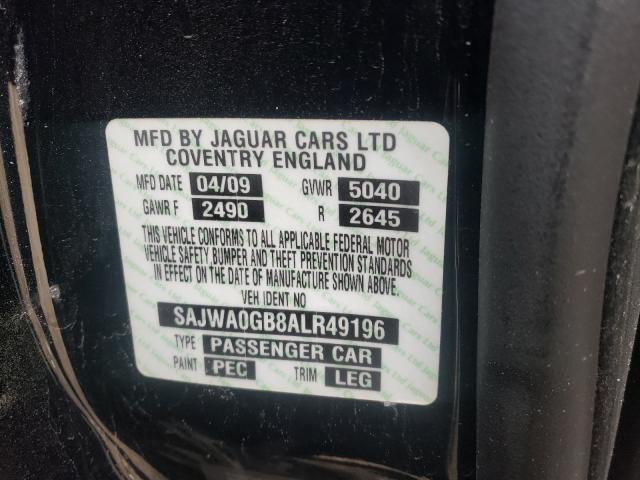 MFD BY JAGUAR CARS LTD
COVENTRY ENGLAND
MFD DATE 04/09 GVWR 5040
GAWR F 2490 R 2645
THIS VEHICLE CONFORMS TO ALL APPLICABLE FEDERAL MOTOR
VEHICLE SAFETY BUMPER AND THEFT PREVENTION STANDARDS
IN EFFECT ON THE DATE OF MANUFACTURE SHOWN ABOVE.
VEH IDENT NO
SAJWA0GB8ALR49196
TYPE PASSENGER CAR
PAINT PEC TRIM LEG